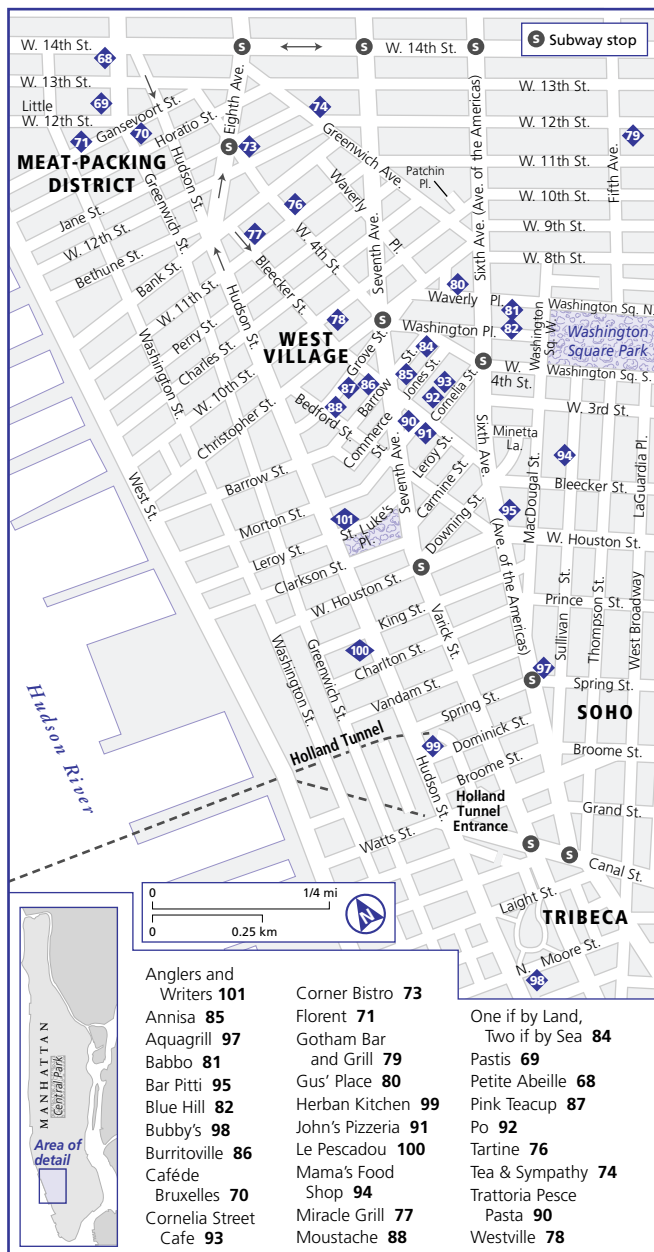 S Subway stop
W. 14th St.
W. 14th St.
68
W. 13th St.
W. 13th St.
Little
W. 12th St.
69
Gansevoort St.
70
71
Horatio St.
Eighth Ave.
73
74
W. 12th St.
79
MEAT-PACKING
DISTRICT
Hudson St.
Greenwich St.
Greenwich Ave.
Patchin
Pl.
Sixth Ave. (Ave. of the Americas)
W. 11th St.
Fifth Ave.
W. 10th St.
W. 9th St.
W. 8th St.
Jane St.
W. 12th St.
Bethune St.
Bank St.
W. 11th St.
Perry St.
Charles St.
W. 10th St.
Christopher St.
76
77
W. 4th St.
Waverly Pl.
Seventh Ave.
Bleecker St.
Hudson St.
Washington St.
78
WEST
VILLAGE
80
Waverly Pl.
81
Washington Pl.
82
Washington Sq. W.
Washington Sq. N.
Washington
Square Park
Washington Sq. S.
Grove St.
84
85
86
87
88
Barrow St.
Jones St.
93
92
Cornelia St.
W. 4th St.
Bedford St.
Commerce St.
90
91
Leroy St.
Seventh Ave.
Carmine St.
Downing St.
Sixth Ave.
(Ave. of the Americas)
W. 3rd St.
Minetta
La.
94
MacDougal St.
Bleecker St.
LaGuardia Pl.
95
W. Houston St.
West St.
Barrow St.
Morton St.
Leroy St.
Clarkson St.
101
St. Luke's
Pl.
W. Houston St.
King St.
Varick St.
100
Charlton St.
Vandam St.
Greenwich St.
Washington St.
Prince St.
Sullivan St.
Thompson St.
West Broadway
97
Spring St.
Spring St.
SOHO
Hudson River
Holland Tunnel
99
Dominick St.
Broome St.
Broome St.
Hudson St.
Holland
Tunnel
Entrance
Watts St.
Grand St.
Canal St.
Laight St.
TRIBECA
N. Moore St.
98
0 1/4 mi
0 0.25 km
N
MANHATTAN
Central Park
Area of
detail
Anglers and
Writers 101
Annisa 85
Aquagrill 97
Babbo 81
Bar Pitti 95
Blue Hill 82
Bubby's 98
Burritoville 86
Caféde
Bruxelles 70
Cornelia Street
Cafe 93
Corner Bistro 73
Florent 71
Gotham Bar
and Grill 79
Gus' Place 80
Herban Kitchen 99
John's Pizzeria 91
Le Pescadou 100
Mama's Food
Shop 94
Miracle Grill 77
Moustache 88
One if by Land,
Two if by Sea 84
Pastis 69
Petite Abeille 68
Pink Teacup 87
Po 92
Tartine 76
Tea & Sympathy 74
Trattoria Pesce
Pasta 90
Westville 78